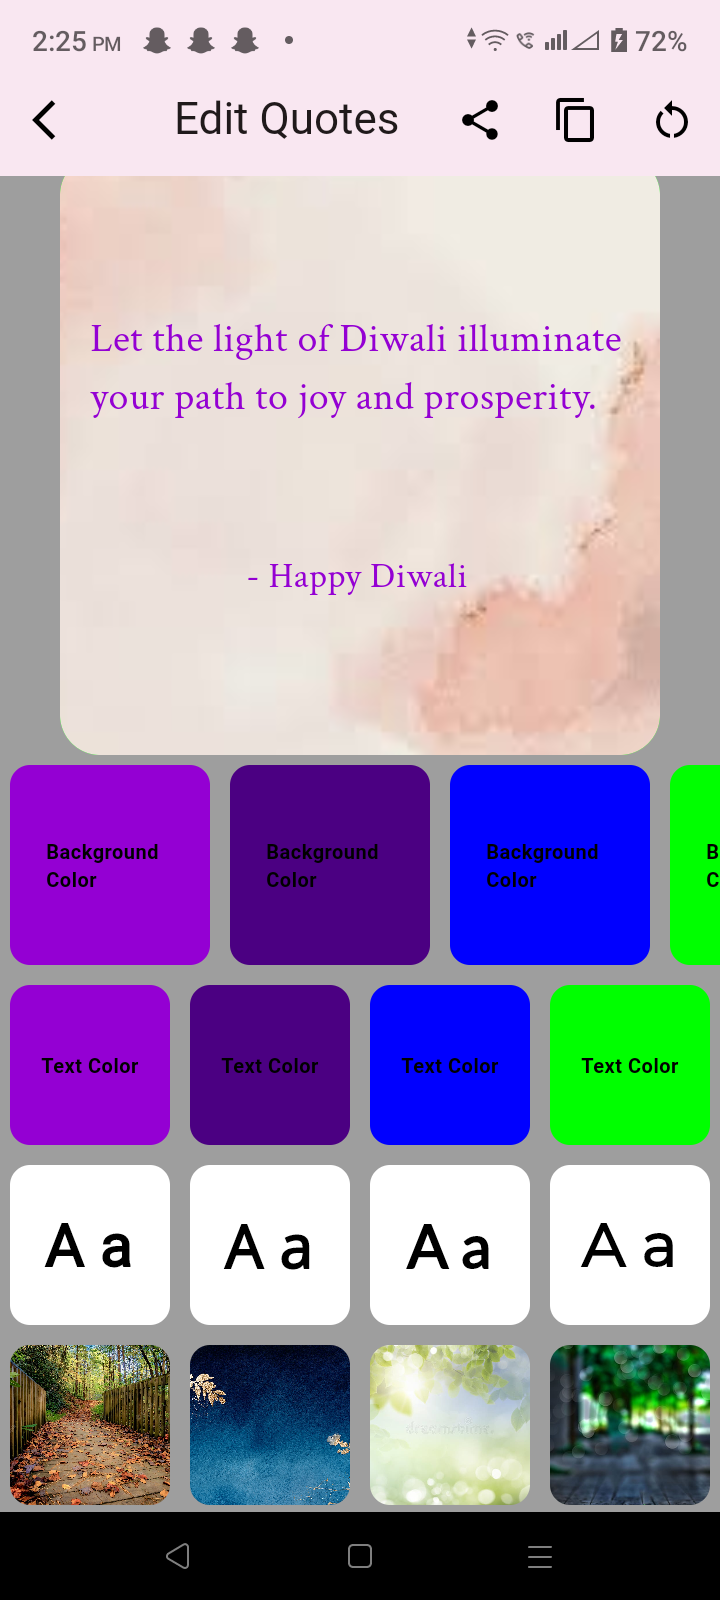 2:25 PM
72%
Edit Quotes
Let the light of Diwali illuminate
your path to joy and prosperity.
- Happy Diwali
Background
Color
Background
Color
Background
Color
B
C
Text Color
Text Color
Text Color
Text Color
A a
A a
A a
A a
dreamstime